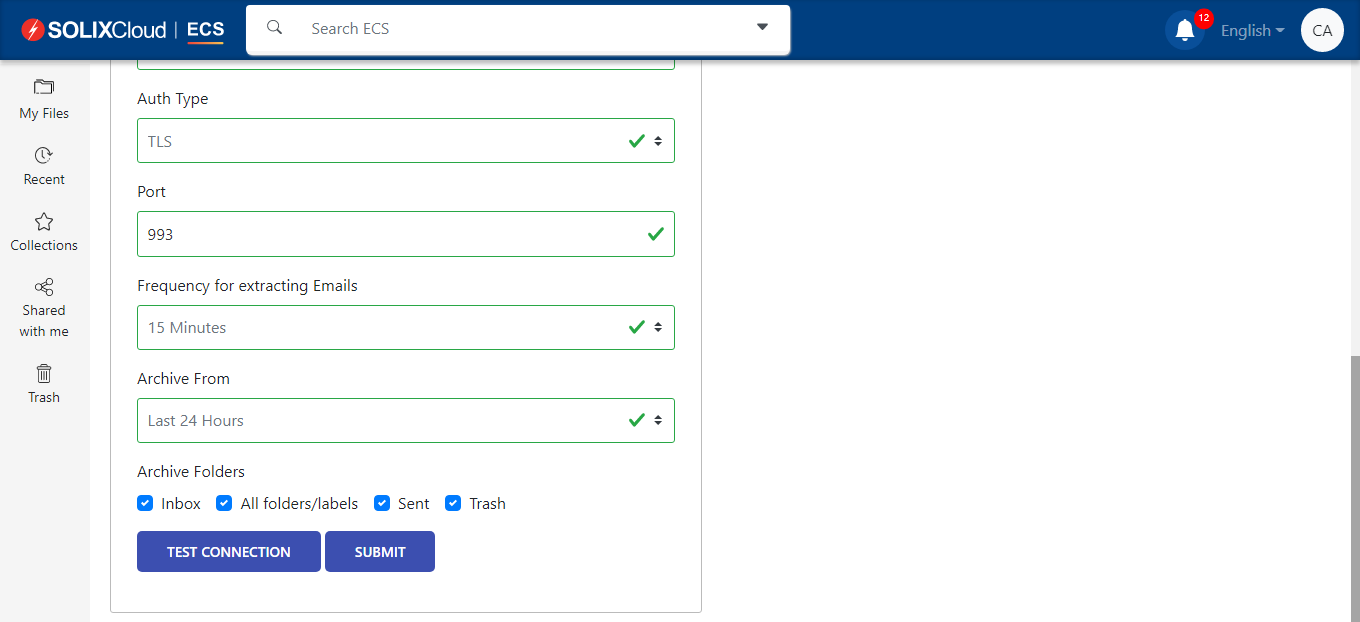 SOLIXCloud | ECS
Search ECS
12
English
CA
My Files
Recent
Collections
Shared
with me
Trash
Auth Type
TLS
Port
993
Frequency for extracting Emails
15 Minutes
Archive From
Last 24 Hours
Archive Folders
Inbox All folders/labels Sent Trash
TEST CONNECTION SUBMIT